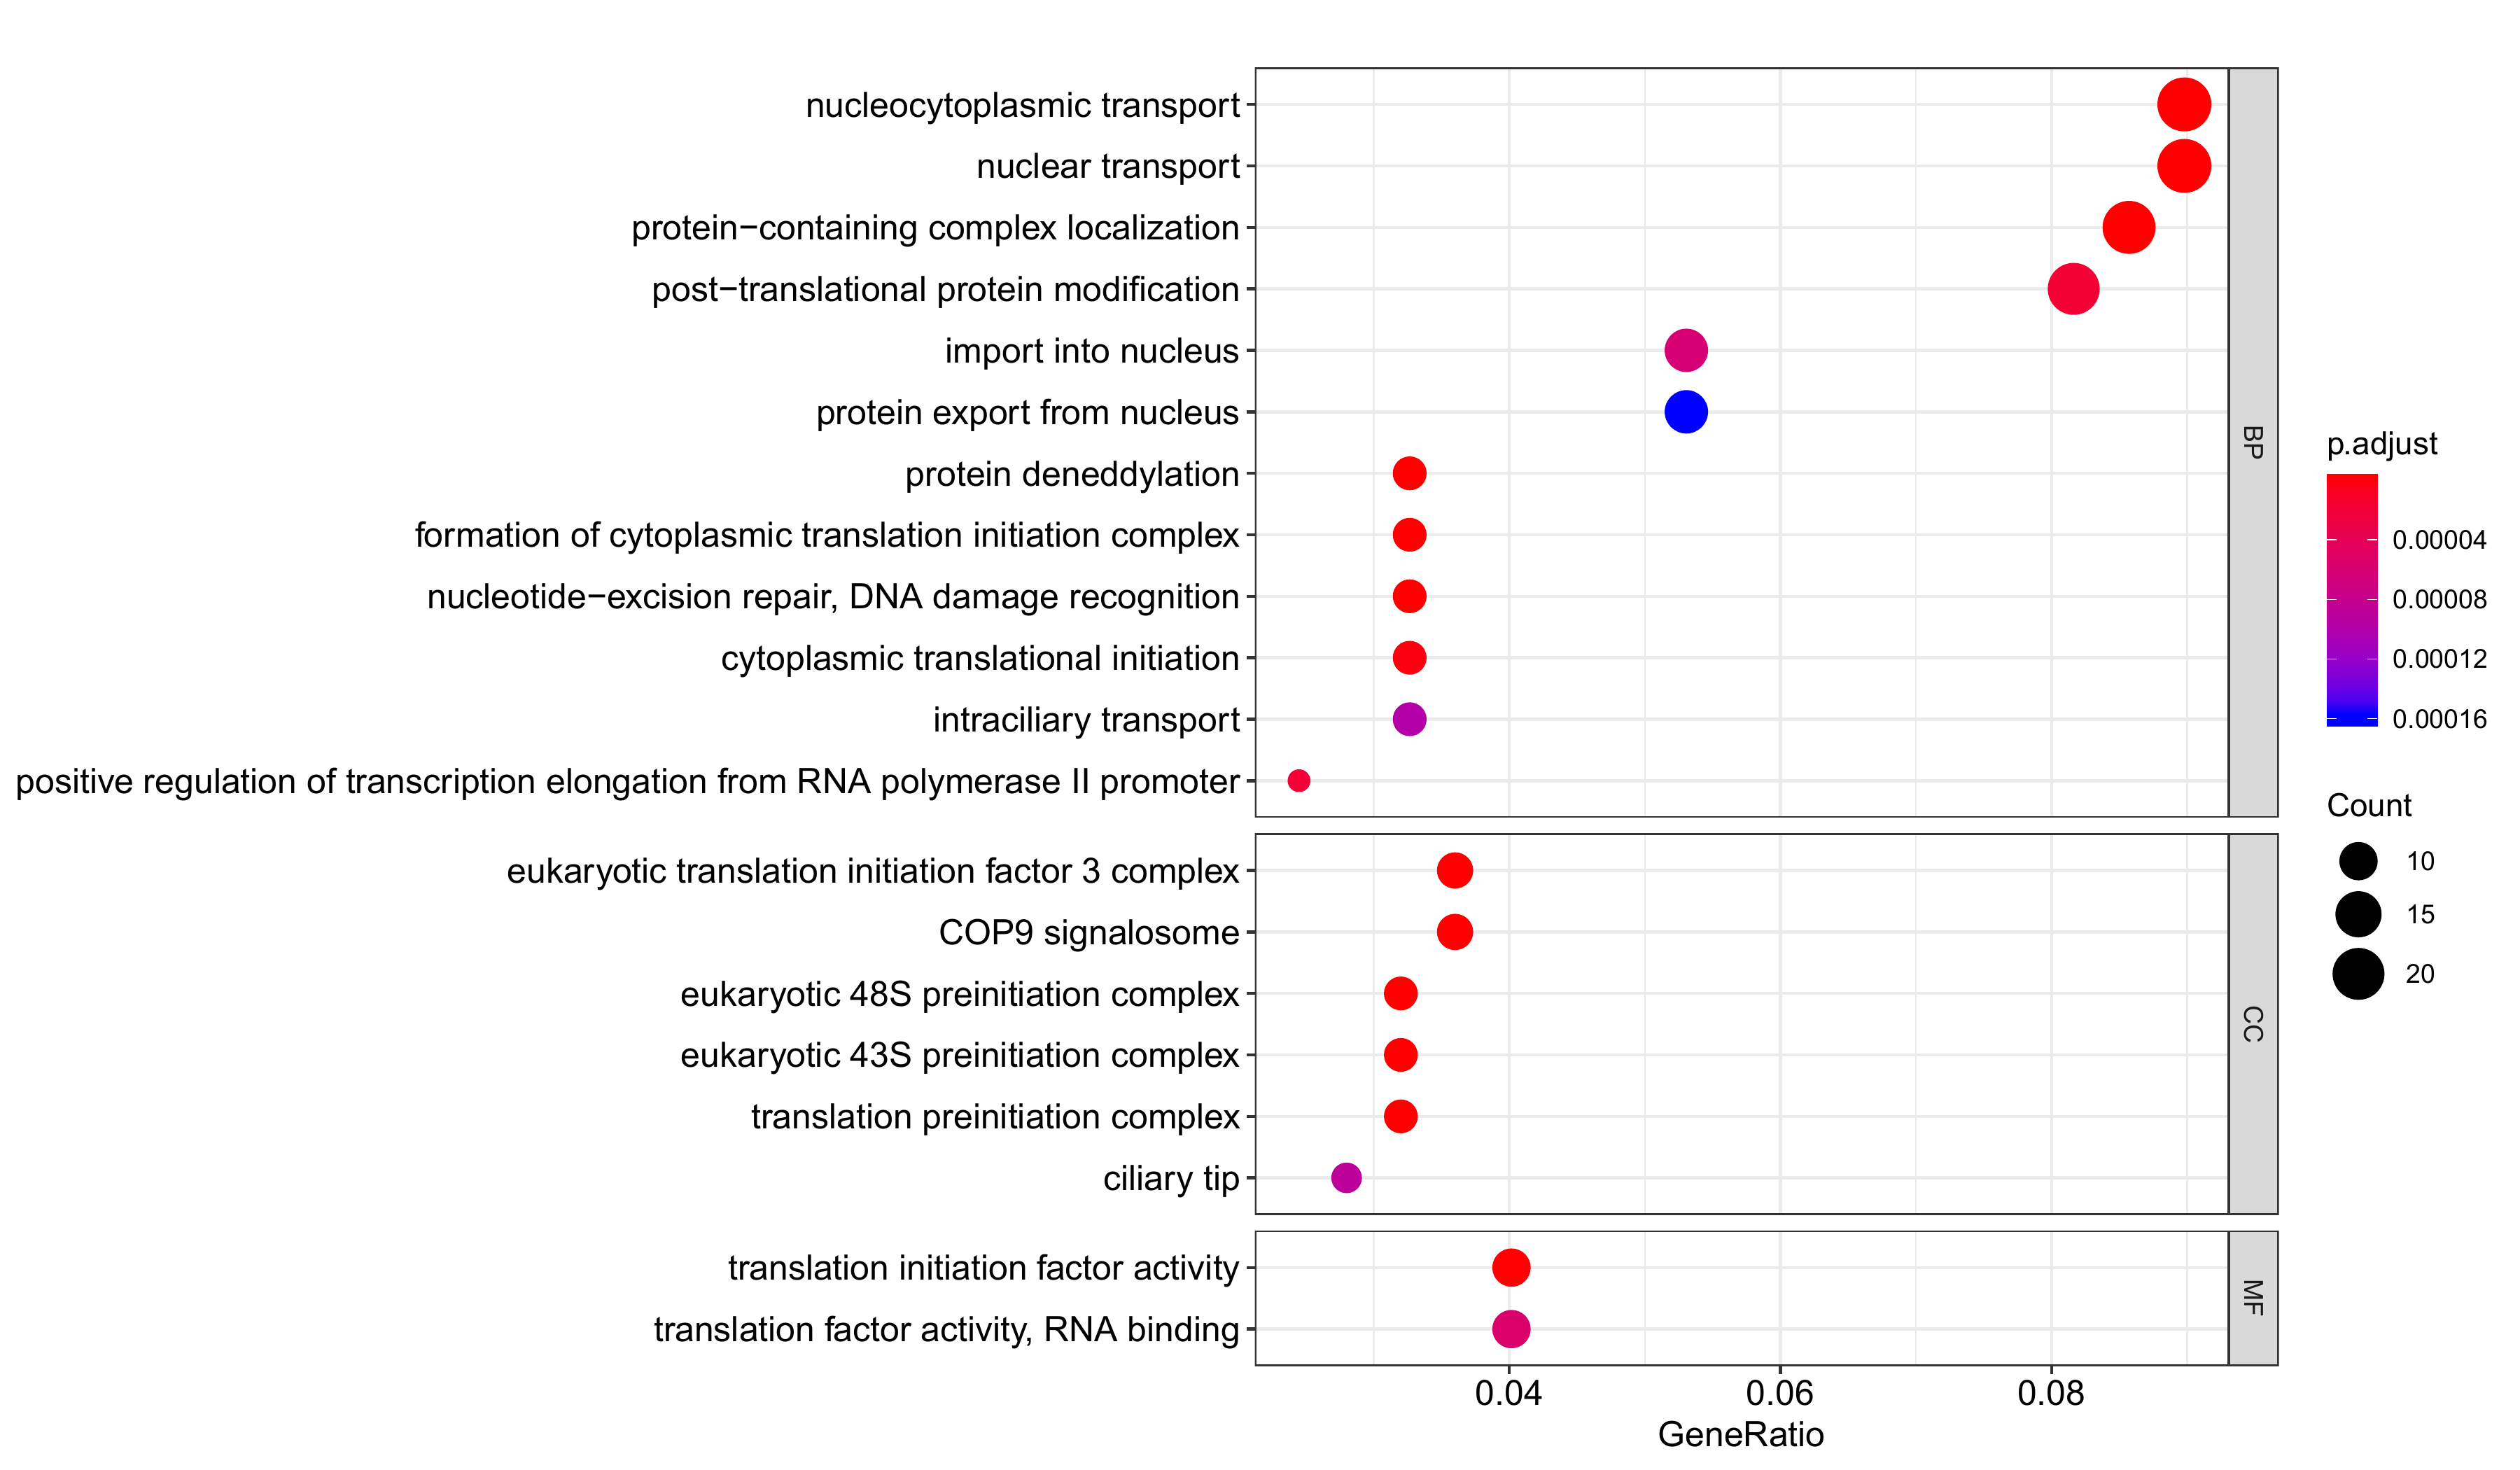 nucleocytoplasmic transport
nuclear transport
protein−containing complex localization
post−translational protein modification
import into nucleus
protein export from nucleus
protein deneddylation
formation of cytoplasmic translation initiation complex
nucleotide−excision repair, DNA damage recognition
cytoplasmic translational initiation
intraciliary transport
positive regulation of transcription elongation from RNA polymerase II promoter
BP
eukaryotic translation initiation factor 3 complex
COP9 signalosome
eukaryotic 48S preinitiation complex
eukaryotic 43S preinitiation complex
translation preinitiation complex
ciliary tip
CC
translation initiation factor activity
translation factor activity, RNA binding
MF
0.04 0.06 0.08
GeneRatio
p.adjust
0.00004
0.00008
0.00012
0.00016
Count
10
15
20